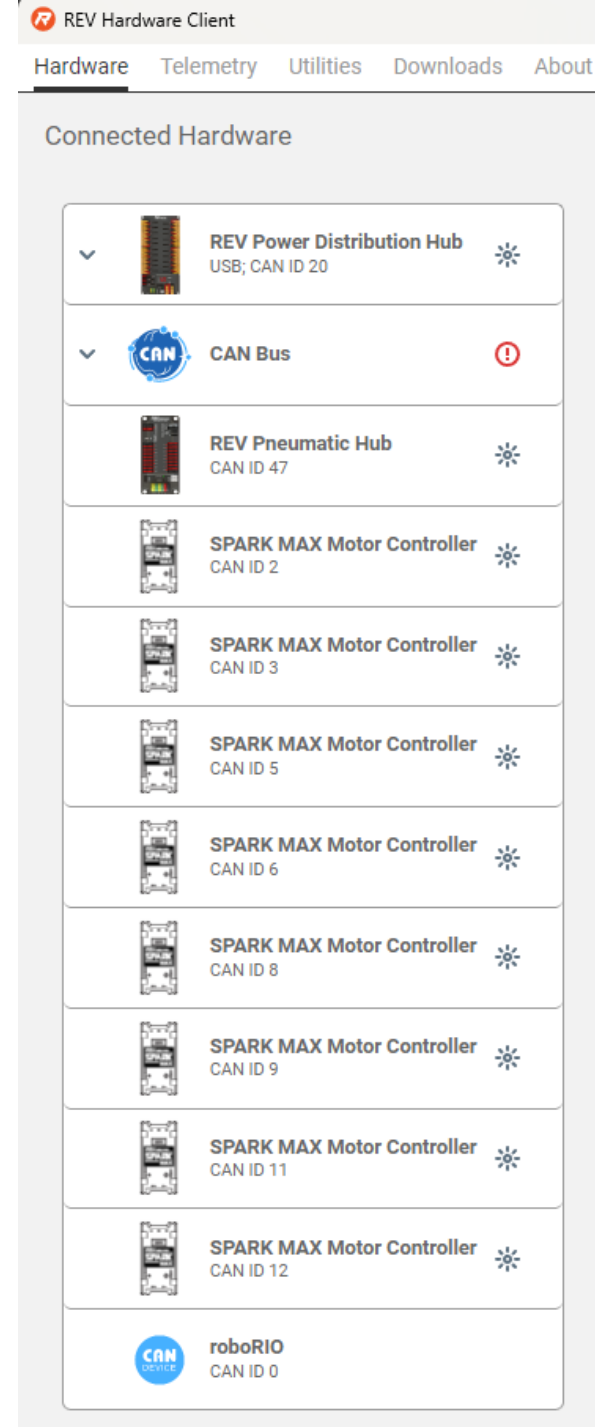 REV Hardware Client
Hardware Telemetry Utilities Downloads About
Connected Hardware
REV Power Distribution Hub
USB; CAN ID 20
CAN
CAN Bus
REV Pneumatic Hub
CAN ID 47
SPARK MAX Motor Controller
CAN ID 2
SPARK MAX Motor Controller
CAN ID 3
SPARK MAX Motor Controller
CAN ID 5
SPARK MAX Motor Controller
CAN ID 6
SPARK MAX Motor Controller
CAN ID 8
SPARK MAX Motor Controller
CAN ID 9
SPARK MAX Motor Controller
CAN ID 11
SPARK MAX Motor Controller
CAN ID 12
CAN
DEVICE
roboRIO
CAN ID 0